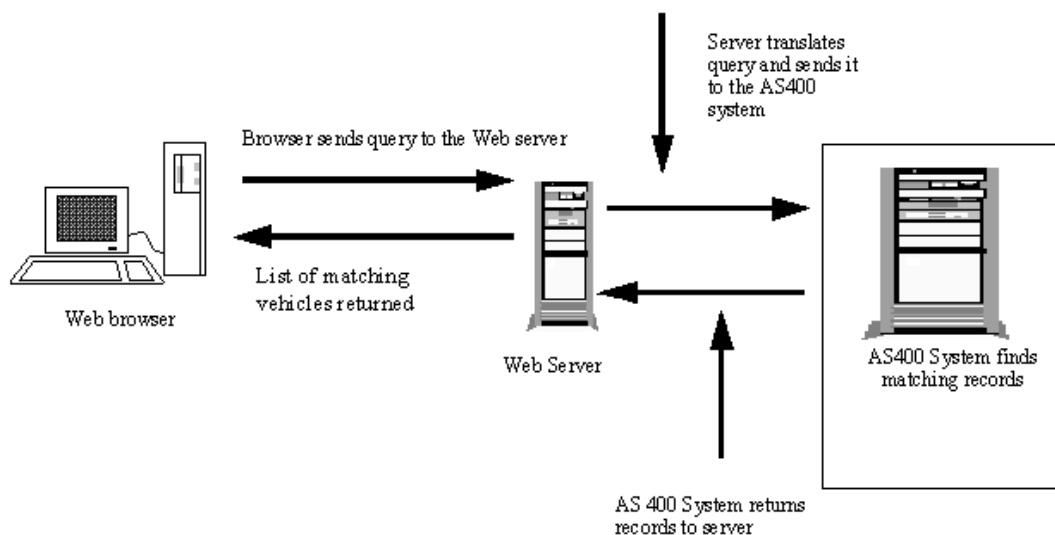 Server translates
query and sends it
to the AS400
system
Browser sends query to the Web server
List of matching
vehicles returned
Web browser
Web Server
AS400 System finds
matching records
AS 400 System returns
records to server